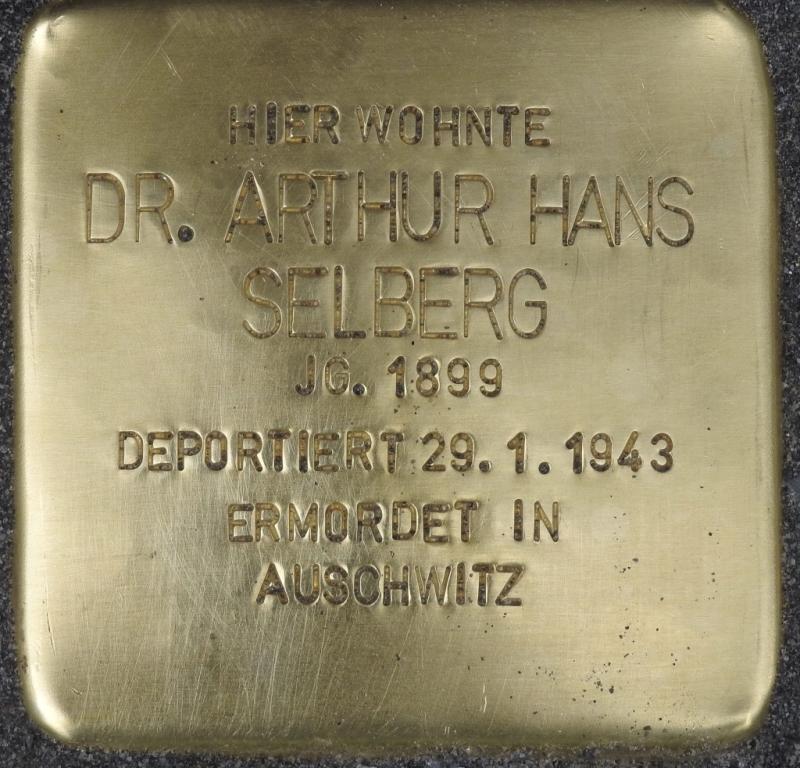 HIER WOHNTE
DR. ARTHUR HANS
SELBERG
JG. 1899
DEPORTIERT 29.1.1943
ERMORDET IN
AUSCHWITZ